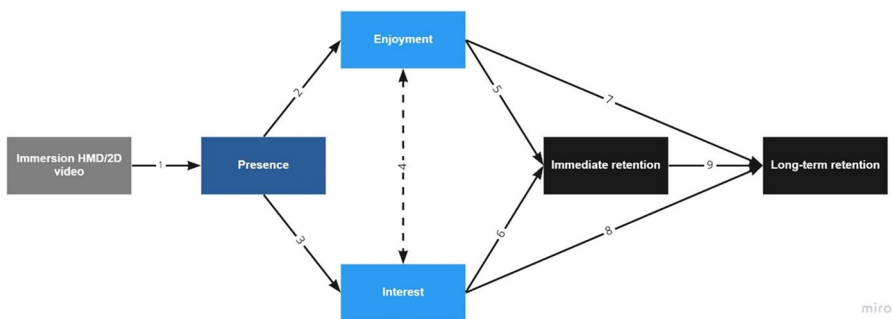 Enjoyment
2
5
7
Immersion HMD/2D
video
1
Presence
4
Immediate retention
9
Long-term retention
3
6
8
Interest
miro